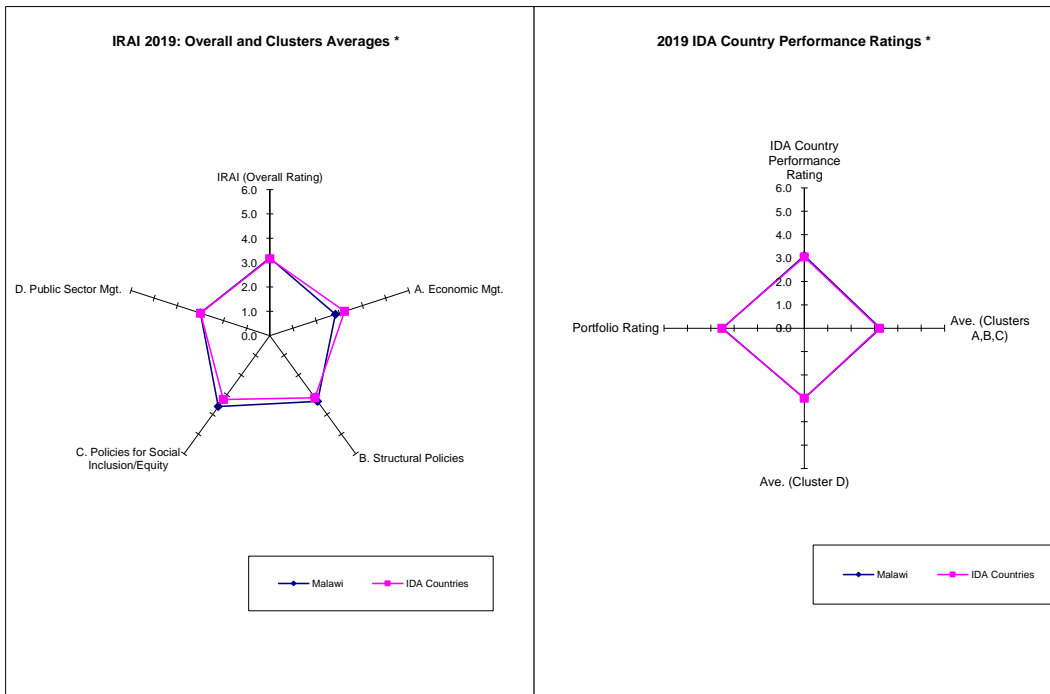 IRAI 2019: Overall and Clusters Averages *
IRAI (Overall Rating)
6.0
5.0
4.0
3.0
2.0
1.0
0.0
D. Public Sector Mgt.
A. Economic Mgt.
C. Policies for Social
Inclusion/Equity
B. Structural Policies
Malawi
IDA Countries
2019 IDA Country Performance Ratings *
IDA Country
Performance
Rating
6.0
5.0
4.0
3.0
2.0
1.0
0.0
Portfolio Rating
Ave. (Clusters
A,B,C)
Ave. (Cluster D)
Malawi
IDA Countries